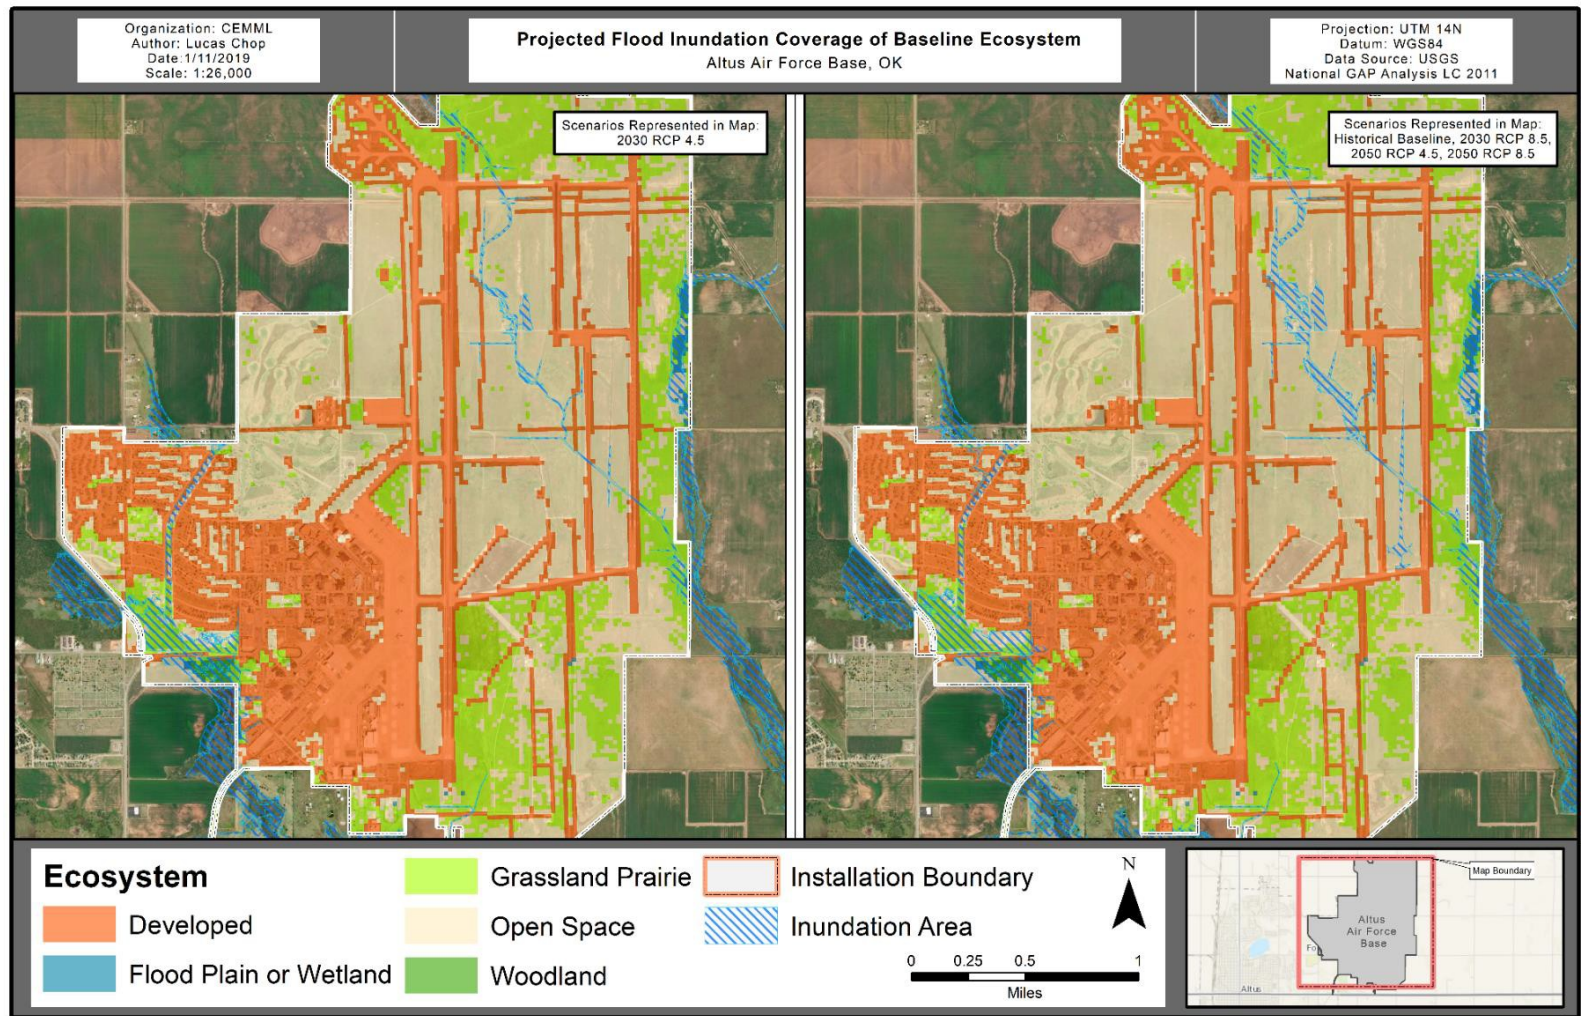 Organization: CEMML
Author: Lucas Chop
Date:1/11/2019
Scale: 1:26,000
Projected Flood Inundation Coverage of Baseline Ecosystem
Altus Air Force Base, OK
Projection: UTM 14N
Datum: WGS84
Data Source: USGS
National GAP Analysis LC 2011
Scenarios Represented in Map:
2030 RCP 4.5
Scenarios Represented in Map:
Historical Baseline, 2030 RCP 8.5,
2050 RCP 4.5, 2050 RCP 8.5
Ecosystem
Developed
Flood Plain or Wetland
Grassland Prairie
Open Space
Woodland
Installation Boundary
Inundation Area
N
0 0.25 0.5 1
Miles
Map Boundary
Altus
Air Force
Base
Fo
Altus